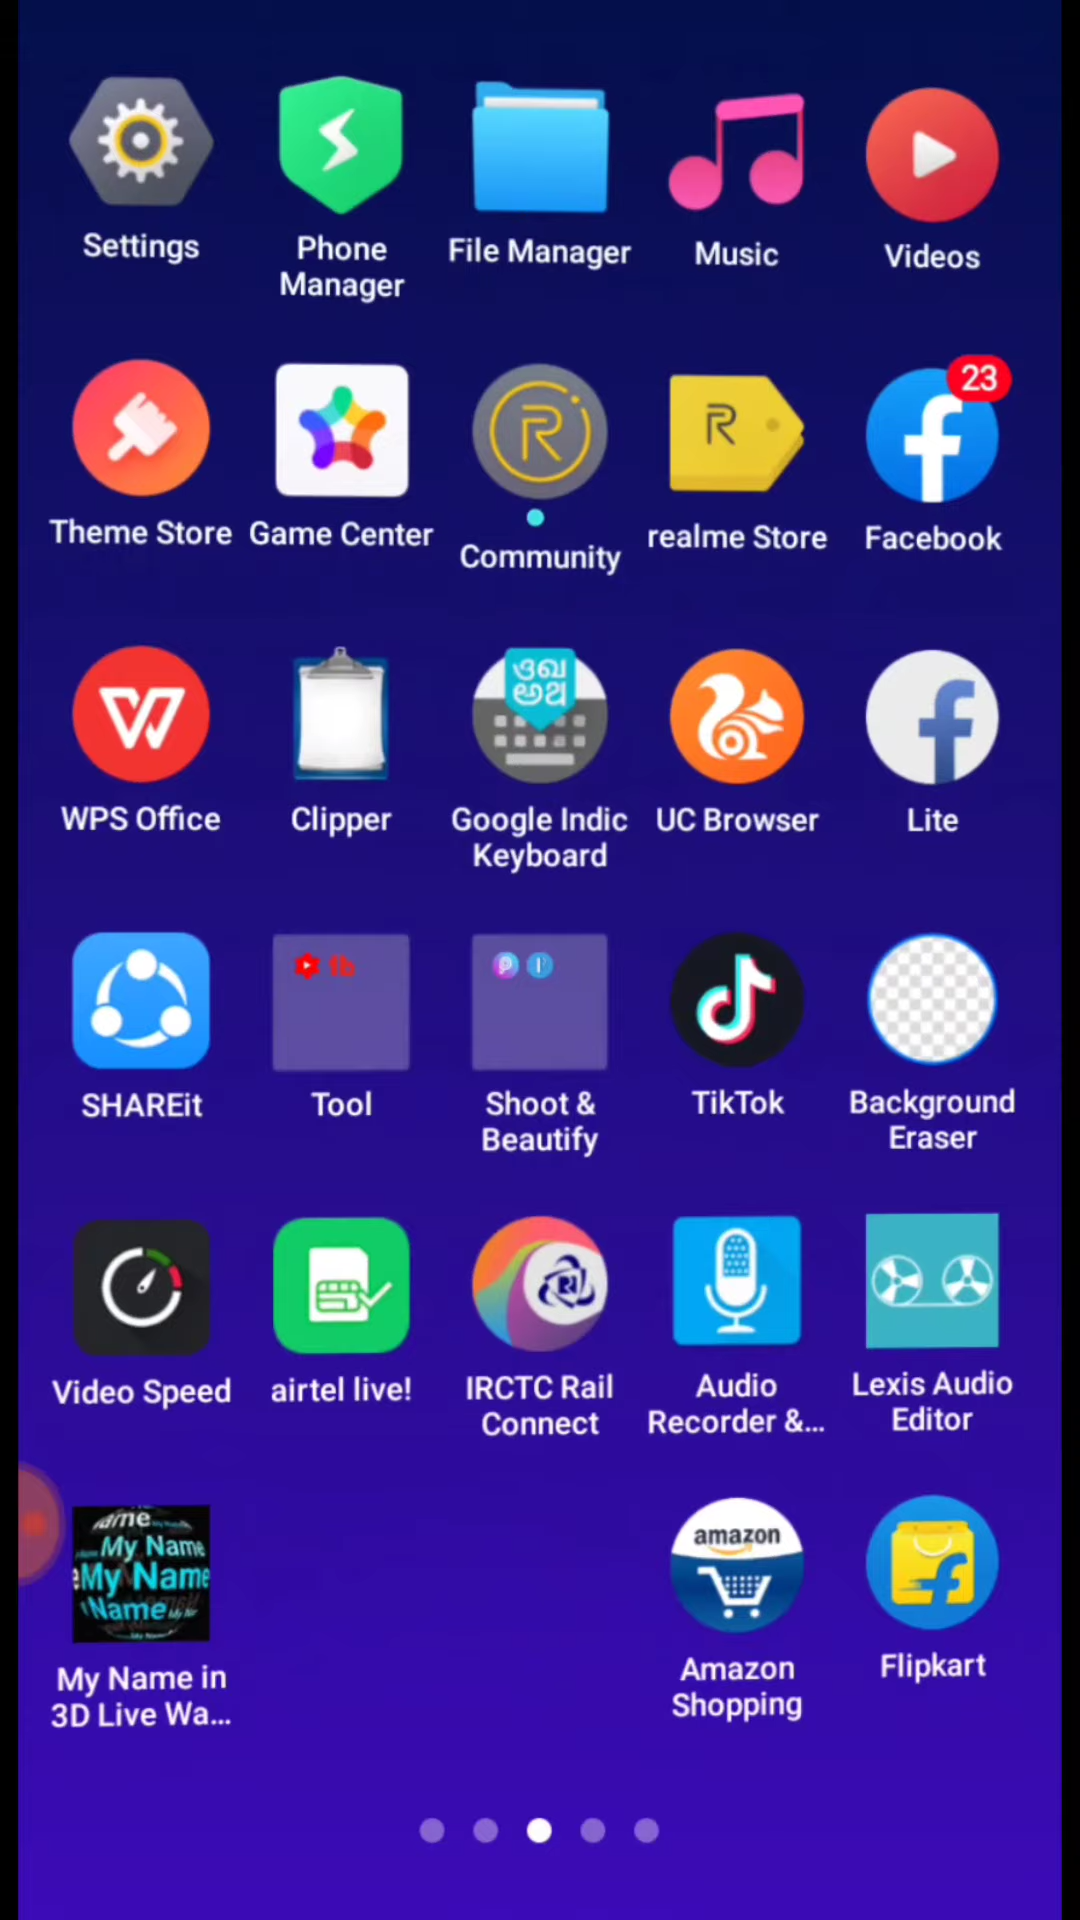 Settings
Phone
Manager
File Manager
Music
Videos
23
Theme Store
Game Center
Community
realme Store
Facebook
WPS Office
Clipper
Google Indic
Keyboard
UC Browser
Lite
SHAREit
Tool
Shoot &
Beautify
TikTok
Background
Eraser
Video Speed
airtel live!
IRCTC Rail
Connect
Audio
Recorder &...
Lexis Audio
Editor
My Name
My Name
Name
My Name in
3D Live Wa...
amazon
Amazon
Shopping
Flipkart